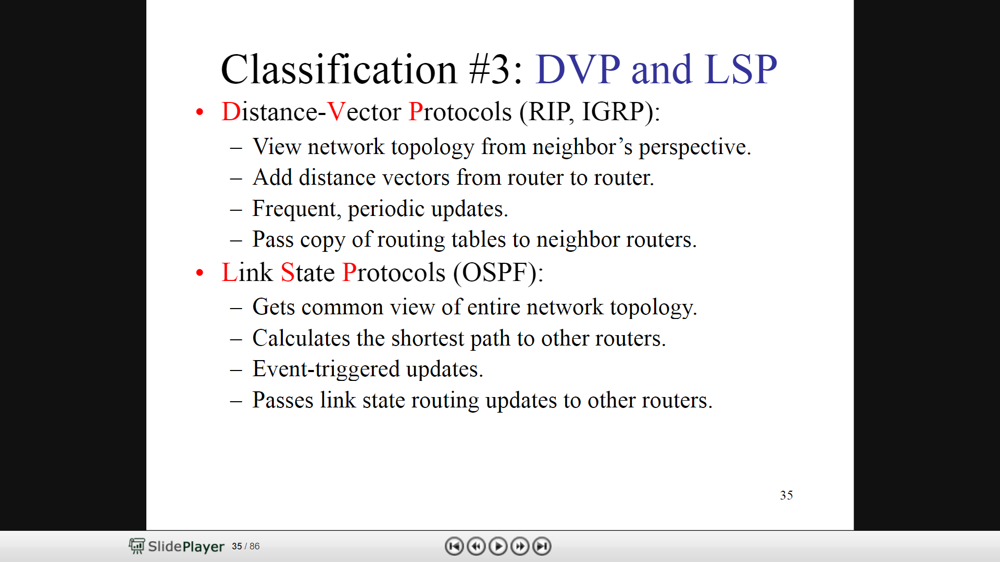 Classification #3: DVP and LSP
• Distance-Vector Protocols (RIP, IGRP):
– View network topology from neighbor’s perspective.
– Add distance vectors from router to router.
– Frequent, periodic updates.
– Pass copy of routing tables to neighbor routers.
• Link State Protocols (OSPF):
– Gets common view of entire network topology.
– Calculates the shortest path to other routers.
– Event-triggered updates.
– Passes link state routing updates to other routers.
35
SlidePlayer 35 / 86